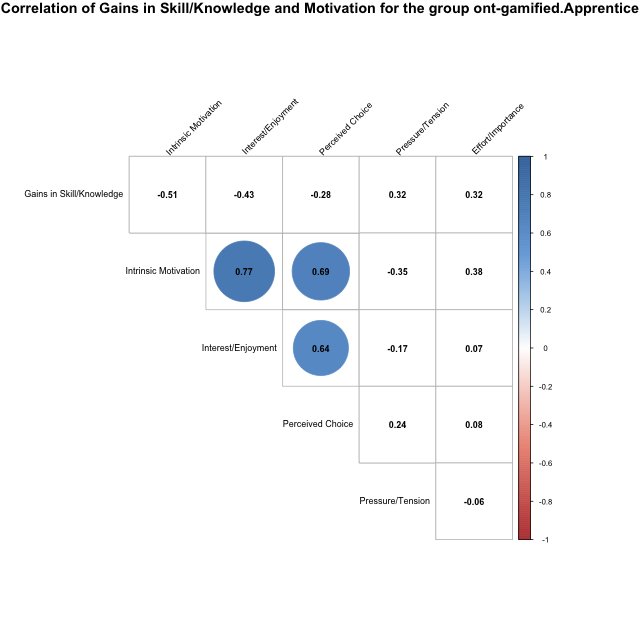 Correlation of Gains in Skill/Knowledge and Motivation for the group ont-gamified.Apprentice
Intrinsic Motivation
Interest/Enjoyment
Perceived Choice
Pressure/Tension
Effort/Importance
Gains in Skill/Knowledge -0.51 -0.43 -0.28 0.32 0.32
Intrinsic Motivation 0.77 0.69 -0.35 0.38
Interest/Enjoyment 0.64 -0.17 0.07
Perceived Choice 0.24 0.08
Pressure/Tension -0.06
1
0.8
0.6
0.4
0.2
0
-0.2
-0.4
-0.6
-0.8
-1